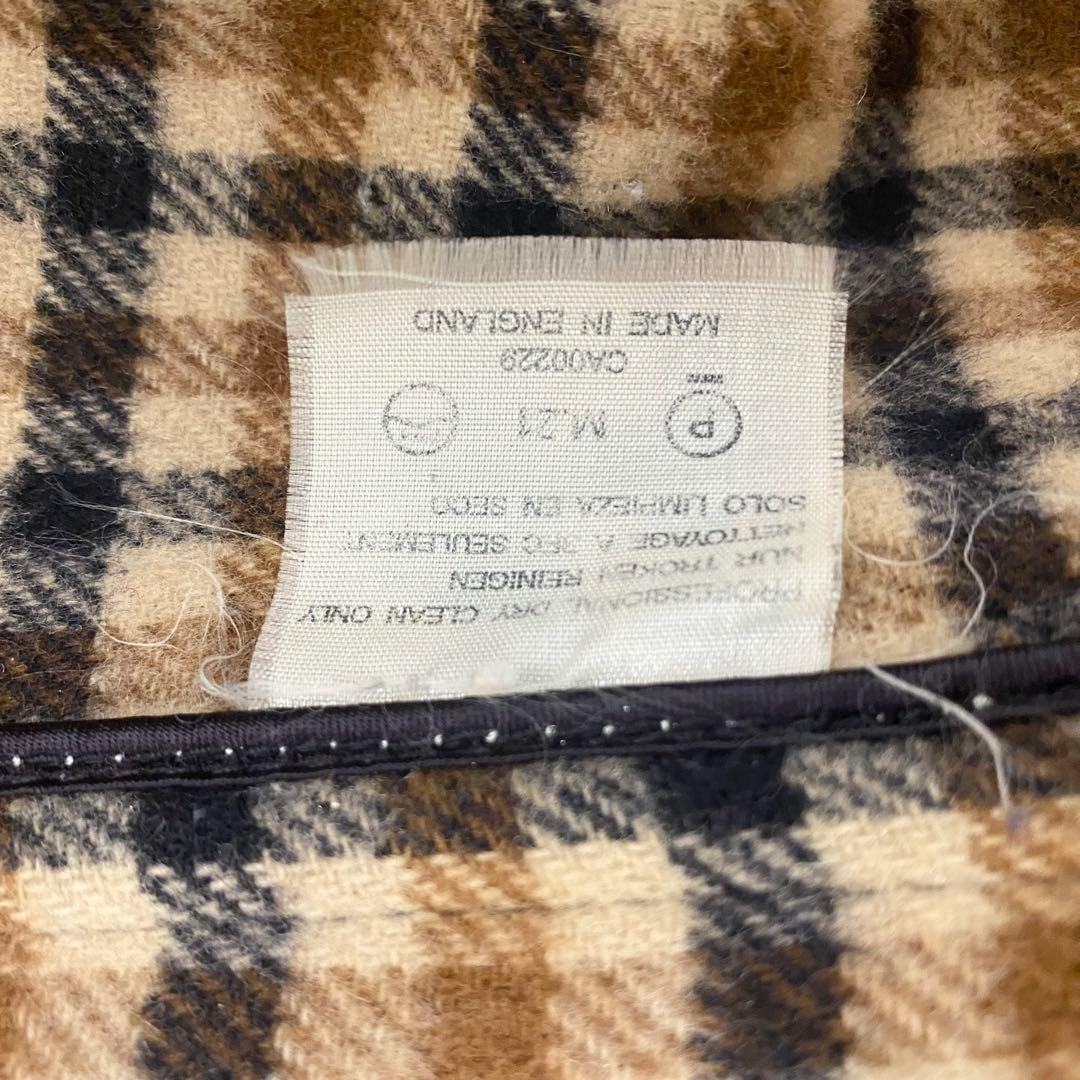 PROFESSIONAL DRY CLEAN ONLY
NUR TROKEN REINIGEN
NETTOYAGE A SEC SEULEMENT
SOLO LIMPIEZA EN SECO
P M.21
CA00229
MADE IN ENGLAND